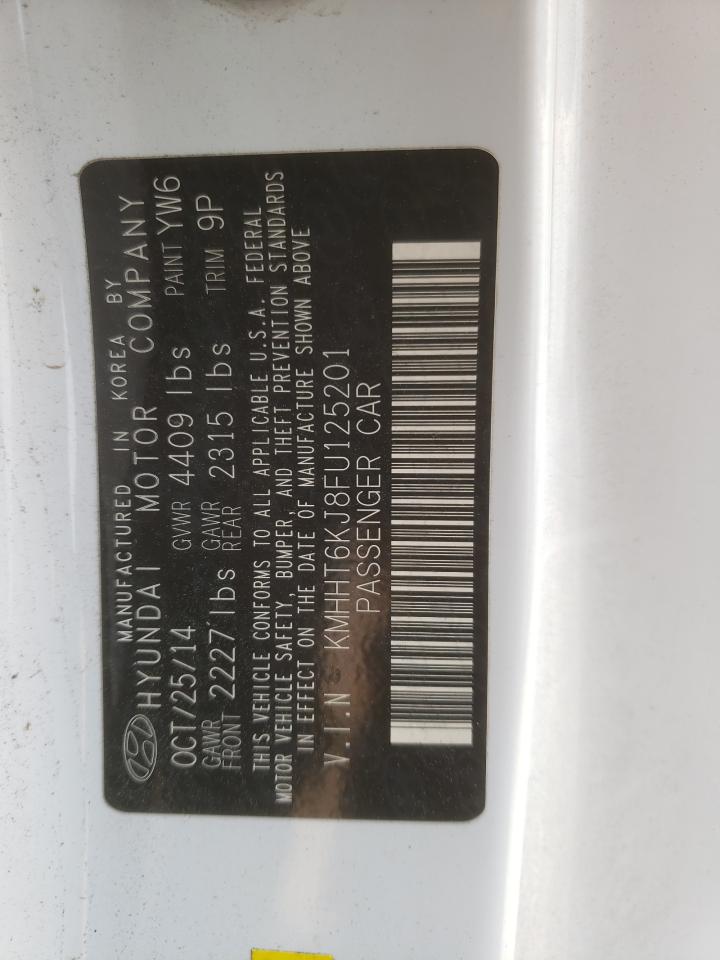 MANUFACTURED IN KOREA BY
HYUNDAI MOTOR COMPANY
OCT/25/14 GVWR 4409 lbs PAINT YW6
GAWR FRONT 2227 lbs GAWR REAR 2315 lbs TRIM 9P
THIS VEHICLE CONFORMS TO ALL APPLICABLE U.S.A. FEDERAL
MOTOR VEHICLE SAFETY, BUMPER, AND THEFT PREVENTION STANDARDS
IN EFFECT ON THE DATE OF MANUFACTURE SHOWN ABOVE
V.I.N KMHHT6KJ8FU125201
PASSENGER CAR